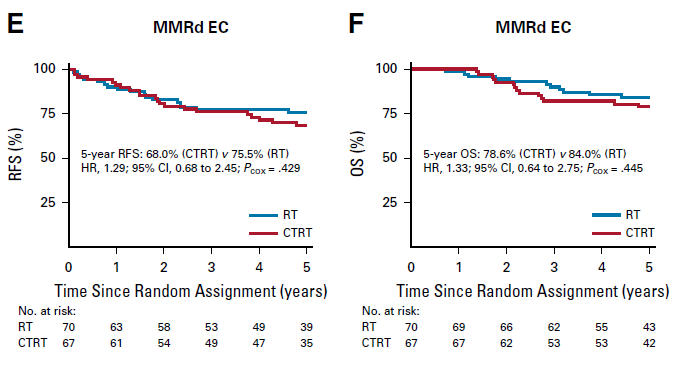 E
MMRd EC
100
75
50
25
RFS (%)
5-year RFS: 68.0% (CTRT) v 75.5% (RT)
HR, 1.29; 95% CI, 0.68 to 2.45; Pcox = .429
RT
CTRT
0 1 2 3 4 5
Time Since Random Assignment (years)
No. at risk:
RT 70 63 58 53 49 39
CTRT 67 61 54 49 47 35
F
MMRd EC
100
75
50
25
OS (%)
5-year OS: 78.6% (CTRT) v 84.0% (RT)
HR, 1.33; 95% CI, 0.64 to 2.75; Pcox = .445
RT
CTRT
0 1 2 3 4 5
Time Since Random Assignment (years)
No. at risk:
RT 70 69 66 62 55 43
CTRT 67 67 62 53 53 42